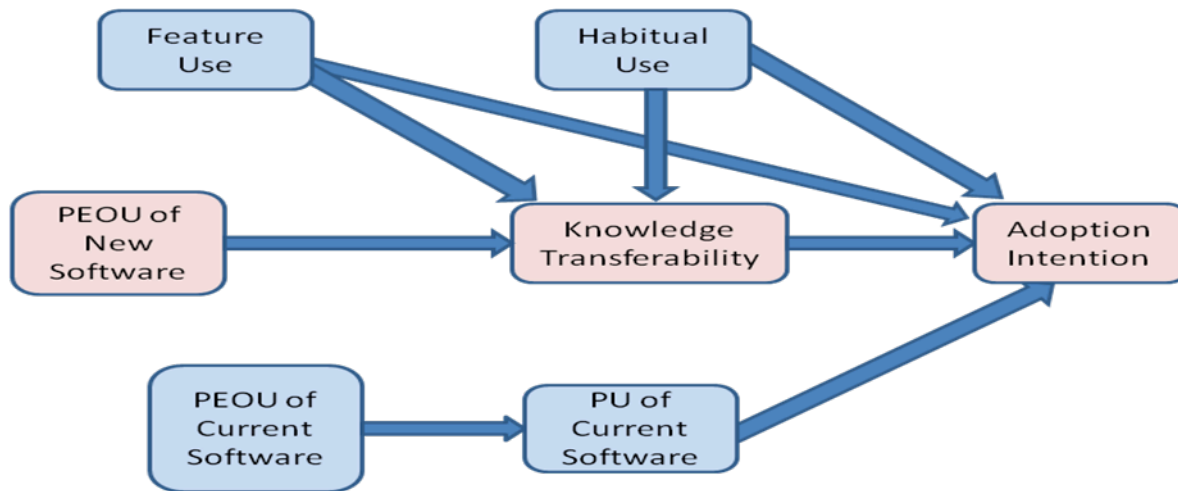 Feature
Use
Habitual
Use
PEOU of
New
Software
Knowledge
Transferability
Adoption
Intention
PEOU of
Current
Software
PU of
Current
Software